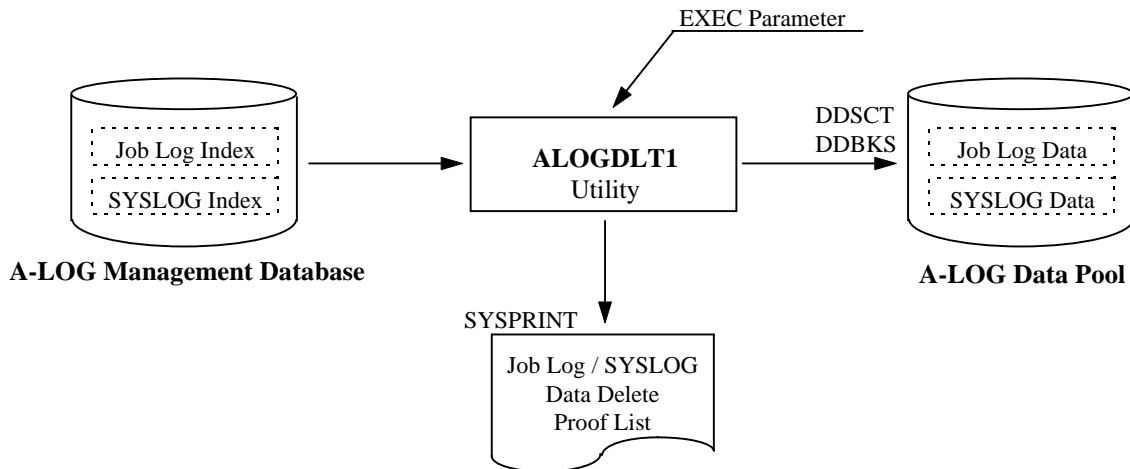 EXEC Parameter
Job Log Index
SYSLOG Index
A-LOG Management Database
ALOGDLT1
Utility
DDSCT
DDBKS
Job Log Data
SYSLOG Data
A-LOG Data Pool
SYSPRINT
Job Log / SYSLOG
Data Delete
Proof List